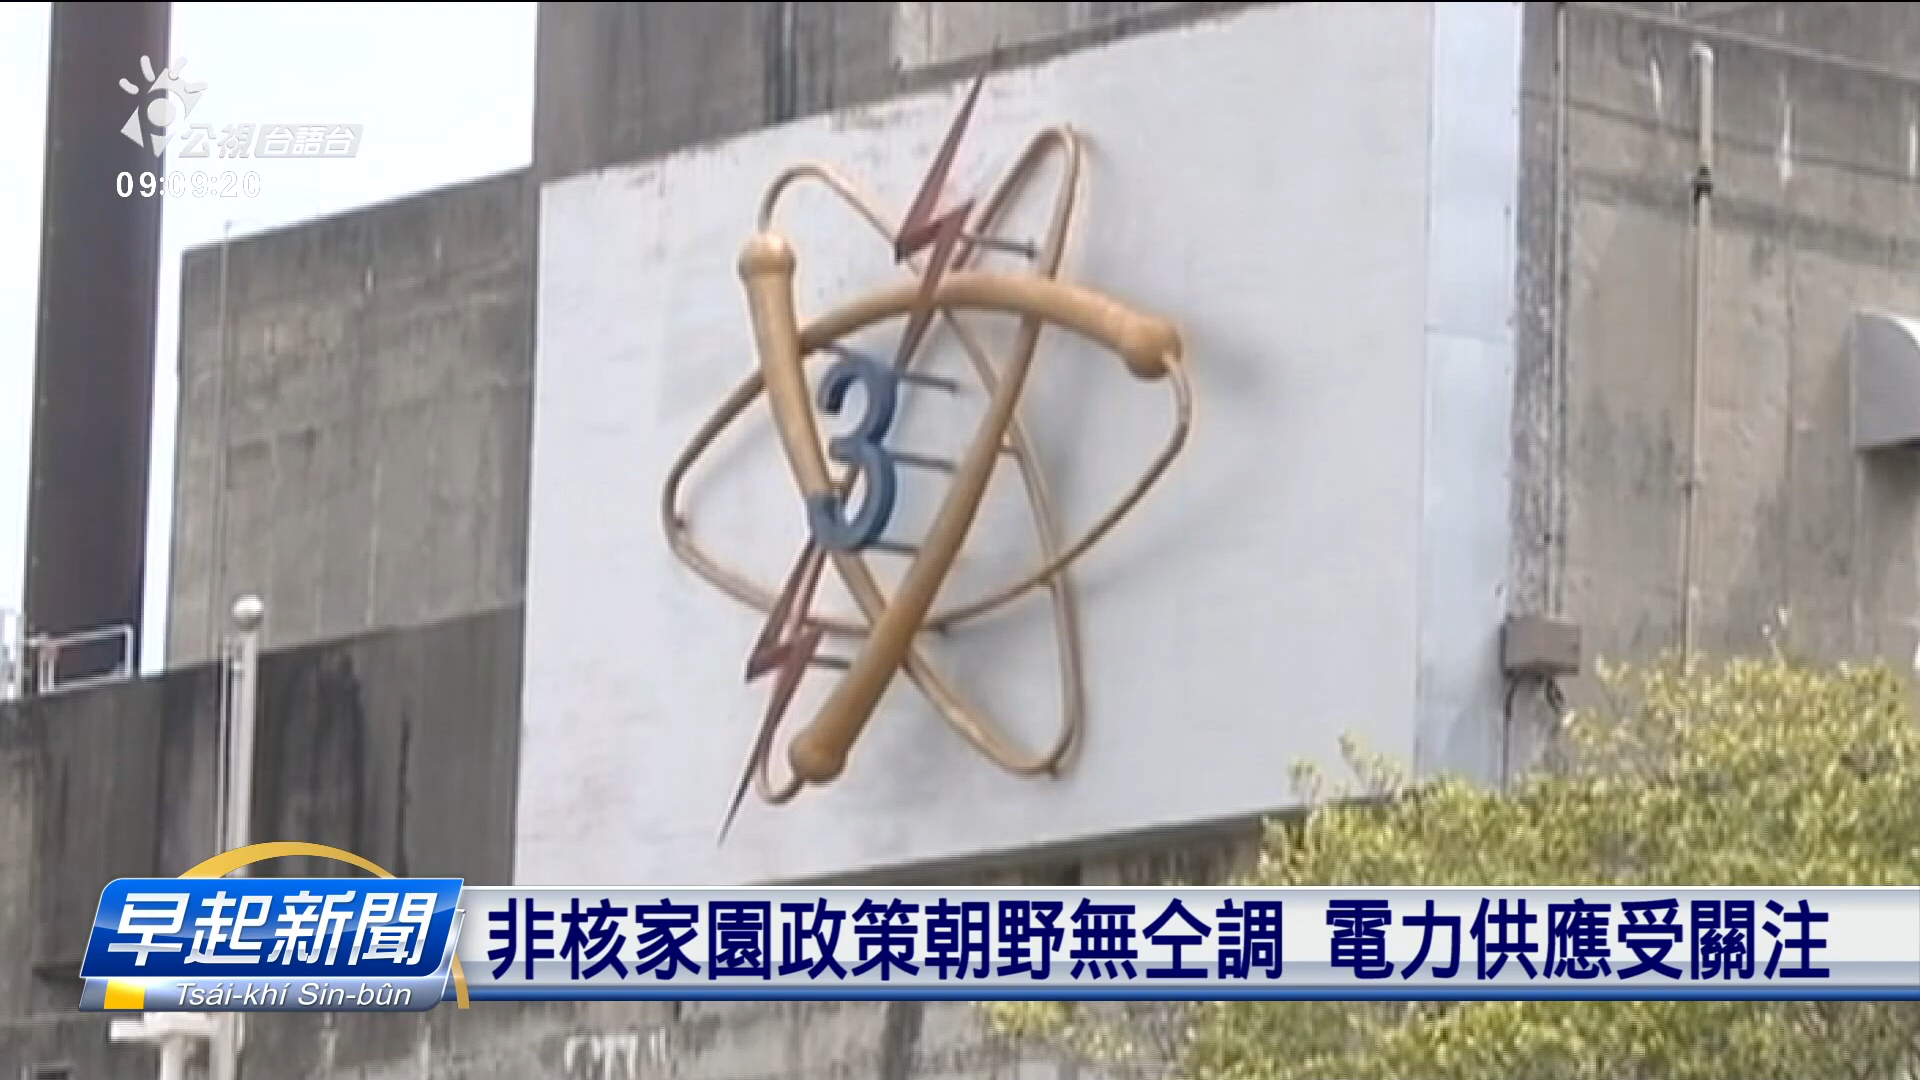 公視台語台
09:09:20
3
早起新聞
Tsái-khí Sin-bûn
非核家園政策朝野無仝調 電力供應受關注